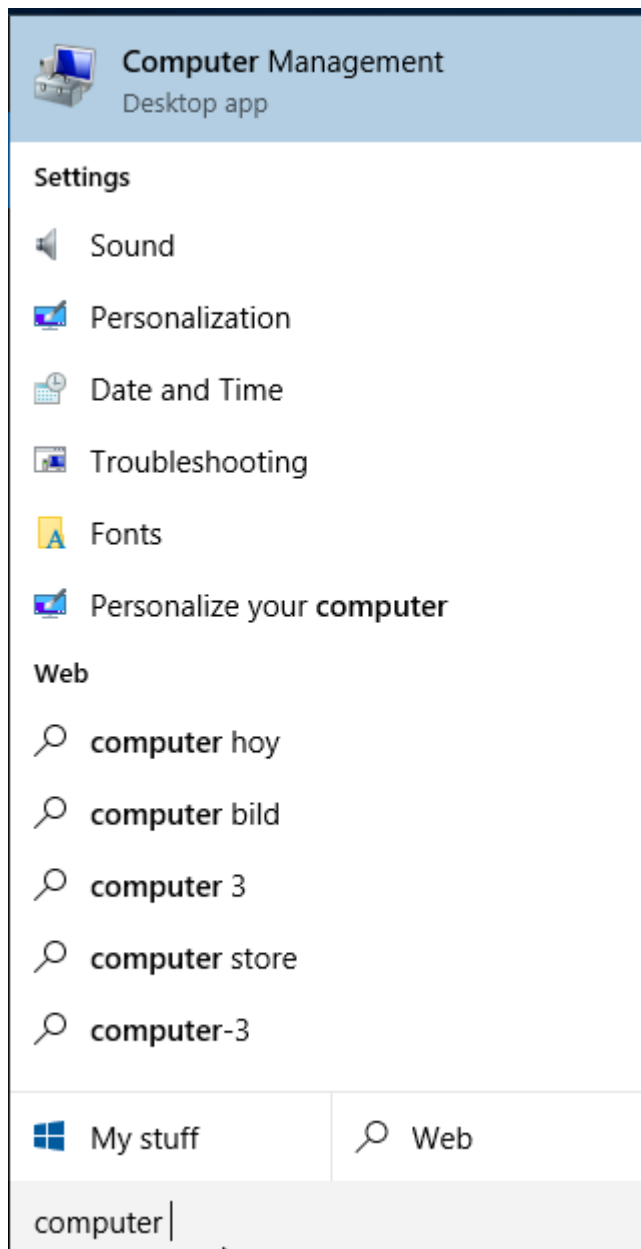 Computer Management
Desktop app
Settings
Sound
Personalization
Date and Time
Troubleshooting
Fonts
Personalize your computer
Web
computer hoy
computer bild
computer 3
computer store
computer-3
My stuff
Web
computer